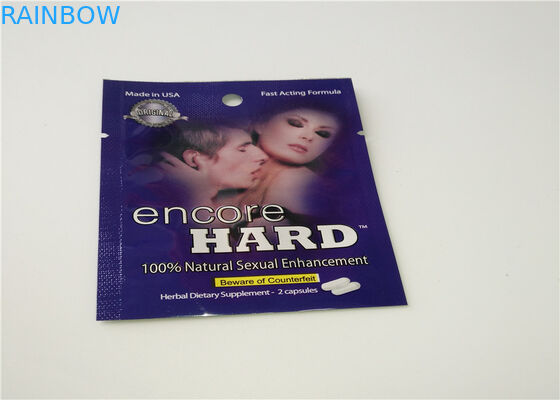 RAINBOW
Made in USA
Fast Acting Formula
ORIGINAL
encore
HARD™
100% Natural Sexual Enhancement
Beware of Counterfeit
Herbal Dietary Supplement - 2 capsules